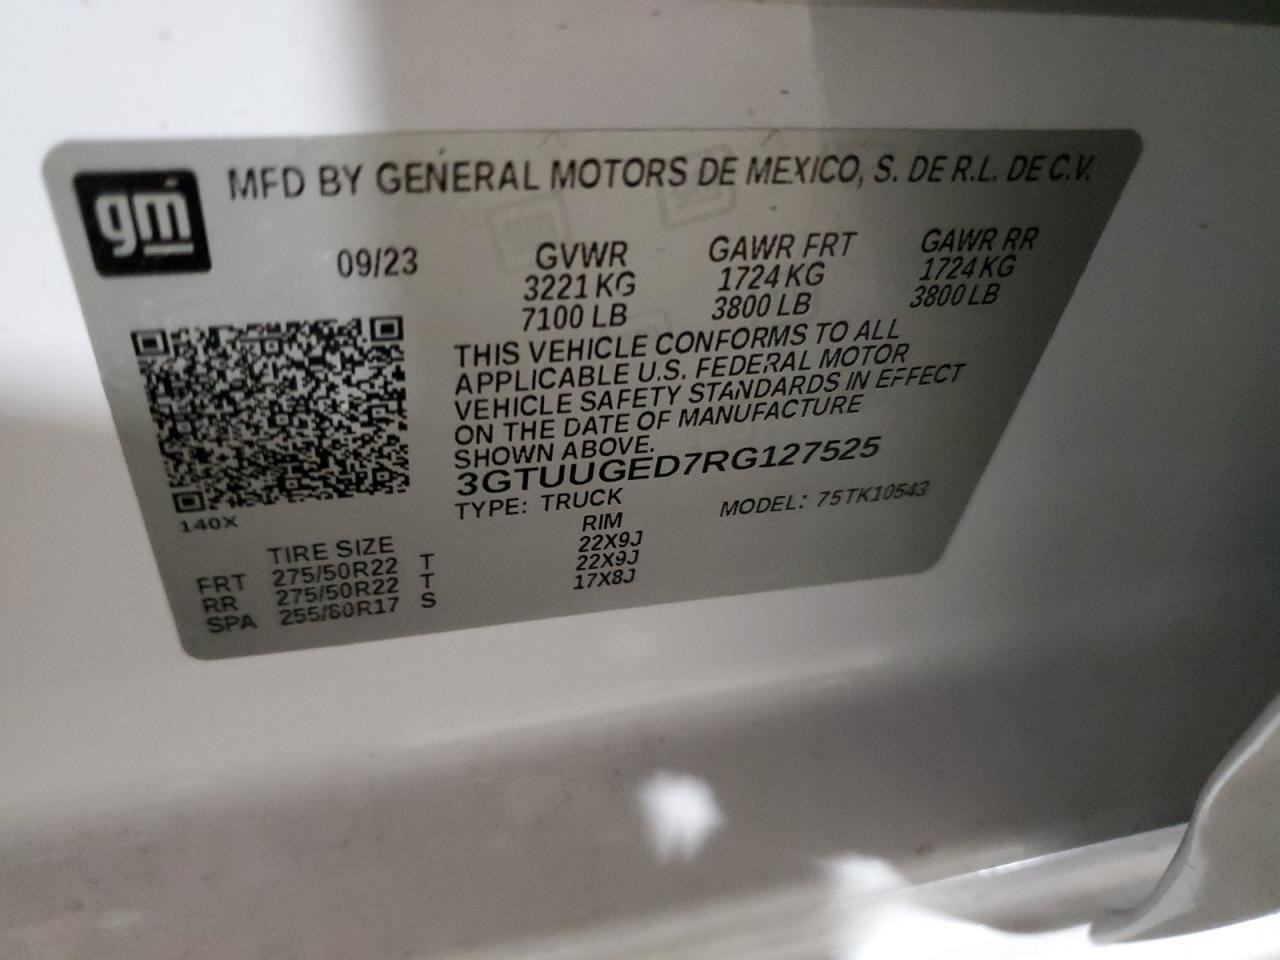 gm
MFD BY GENERAL MOTORS DE MEXICO, S. DE R.L. DE C.V.
09/23 GVWR GAWR FRT GAWR RR
3221 KG 1724 KG 1724 KG
7100 LB 3800 LB 3800 LB
THIS VEHICLE CONFORMS TO ALL
APPLICABLE U.S. FEDERAL MOTOR
VEHICLE SAFETY STANDARDS IN EFFECT
ON THE DATE OF MANUFACTURE
SHOWN ABOVE.
3GTUUGED7RG127525
TYPE: TRUCK MODEL: 75TK10543
140X
TIRE SIZE RIM
FRT 275/50R22 T 22X9J
RR 275/50R22 T 22X9J
SPA 255/80R17 S 17X8J